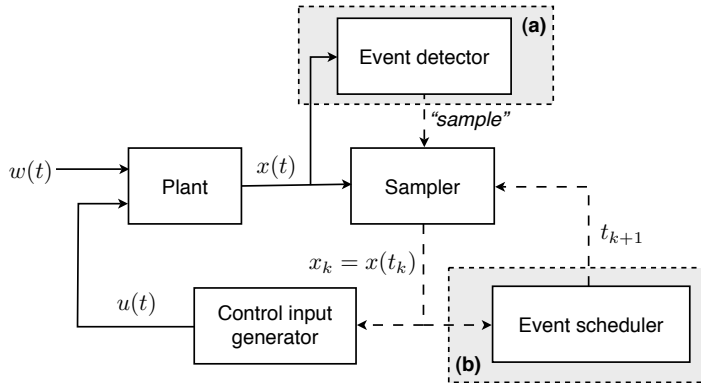 (a)
Event detector
"sample"
w(t)
Plant
x(t)
Sampler
t_{k+1}
x_k = x(t_k)
u(t)
Control input
generator
Event scheduler
(b)